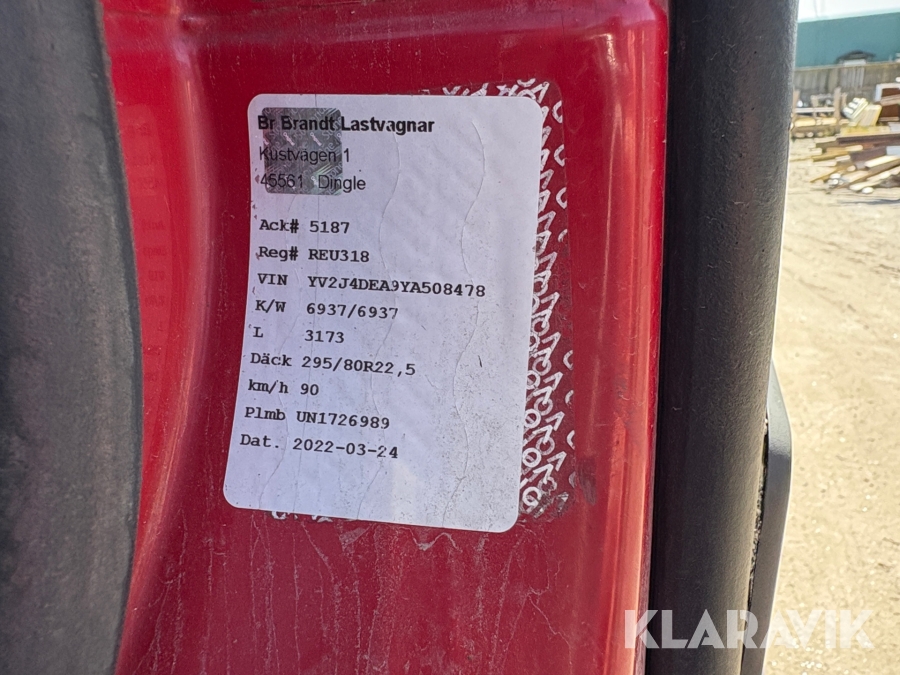 Br Brandt Lastvagnar
Kustvägen 1
45561 Dingle
Ack# 5187
Reg# REU318
VIN YV2J4DEA9YA508478
K/W 6937/6937
L 3173
Däck 295/80R22,5
km/h 90
Plmb UN1726989
Dat. 2022-03-24
KLARAVIK